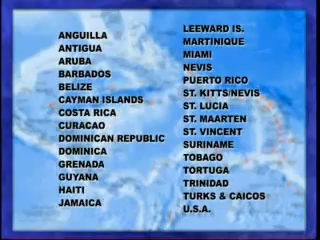 ANGUILLA
ANTIGUA
ARUBA
BARBADOS
BELIZE
CAYMAN ISLANDS
COSTA RICA
CURACAO
DOMINICAN REPUBLIC
DOMINICA
GRENADA
GUYANA
HAITI
JAMAICA
LEEWARD IS.
MARTINIQUE
MIAMI
NEVIS
PUERTO RICO
ST. KITTS/NEVIS
ST. LUCIA
ST. MAARTEN
ST. VINCENT
SURINAME
TOBAGO
TORTUGA
TRINIDAD
TURKS & CAICOS
U.S.A.